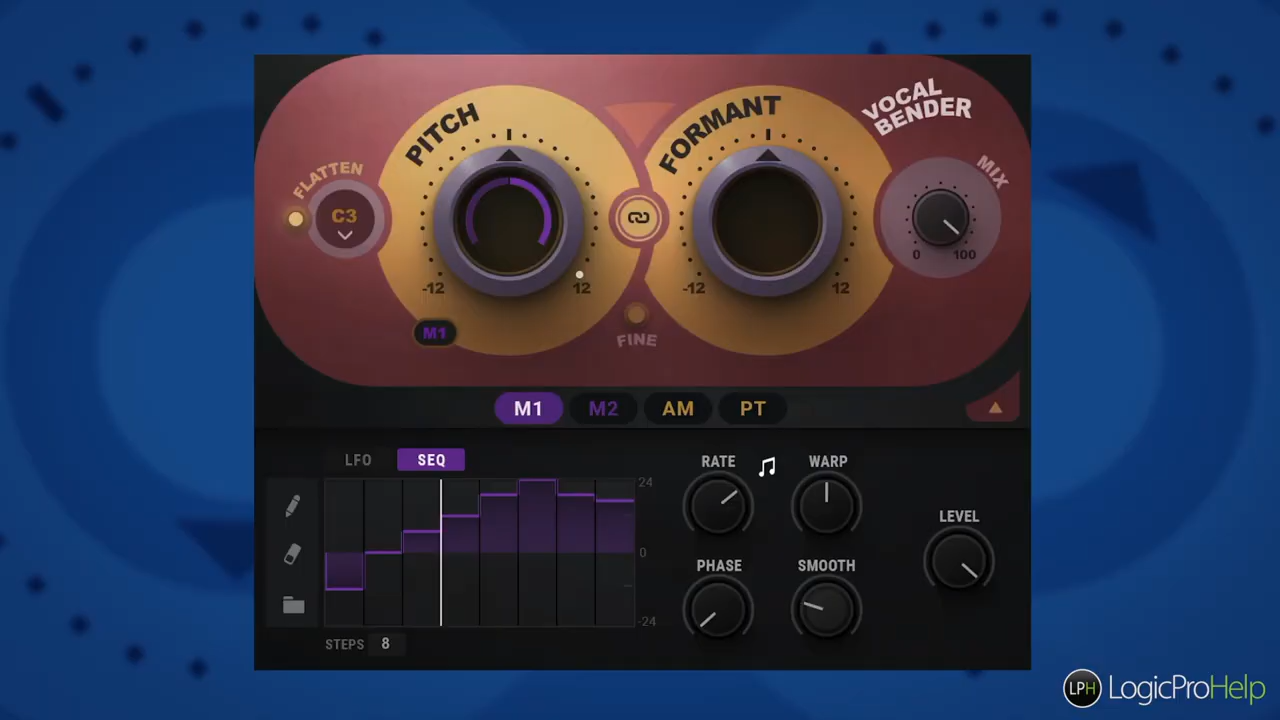 PITCH
FORMANT
VOCAL
BENDER
FLATTEN
C3
MIX
0
100
-12
12
-12
12
M1
FINE
M1
M2
AM
PT
LFO
SEQ
24
0
-24
STEPS
8
RATE
WARP
PHASE
SMOOTH
LEVEL
LPH
LogicProHelp